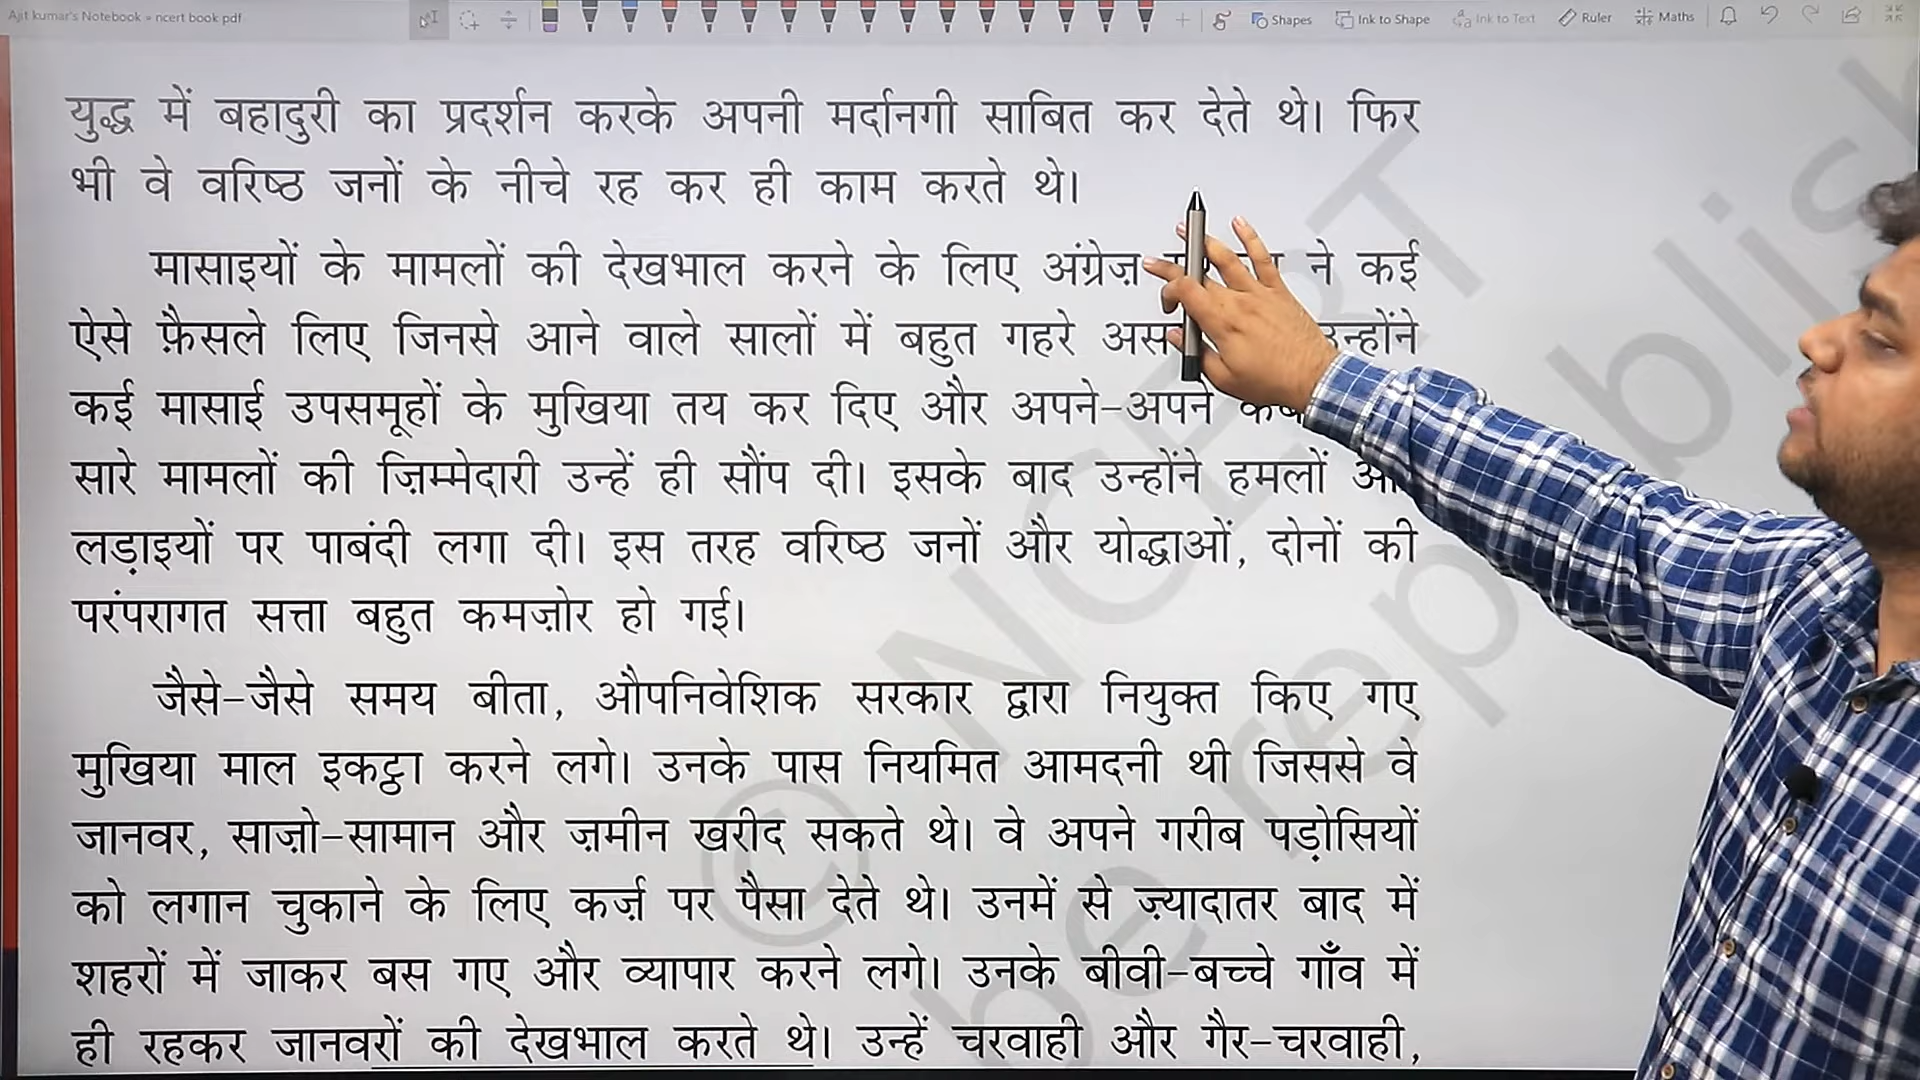 Ajit kumar's Notebook » ncert book pdf
Shapes Ink to Shape Ink to Text Ruler Maths
युद्ध में बहादुरी का प्रदर्शन करके अपनी मर्दानगी साबित कर देते थे। फिर
भी वे वरिष्ठ जनों के नीचे रह कर ही काम करते थे।
मासाइयों के मामलों की देखभाल करने के लिए अंग्रेज़ ने कई
ऐसे फ़ैसले लिए जिनसे आने वाले सालों में बहुत गहरे उन्होंने
कई मासाई उपसमूहों के मुखिया तय कर दिए और अपने-अपने
सारे मामलों की ज़िम्मेदारी उन्हें ही सौंप दी। इसके बाद उन्होंने हमलों
लड़ाइयों पर पाबंदी लगा दी। इस तरह वरिष्ठ जनों और योद्धाओं, दोनों की
परंपरागत सत्ता बहुत कमज़ोर हो गई।
जैसे-जैसे समय बीता, औपनिवेशिक सरकार द्वारा नियुक्त किए गए
मुखिया माल इकट्ठा करने लगे। उनके पास नियमित आमदनी थी जिससे वे
जानवर, साज़ो-सामान और ज़मीन खरीद सकते थे। वे अपने गरीब पड़ोसियों
को लगान चुकाने के लिए कर्ज़ पर पैसा देते थे। उनमें से ज़्यादातर बाद में
शहरों में जाकर बस गए और व्यापार करने लगे। उनके बीवी-बच्चे गाँव में
ही रहकर जानवरों की देखभाल करते थे। उन्हें चरवाही और गैर-चरवाही,
© NCERT
be republish